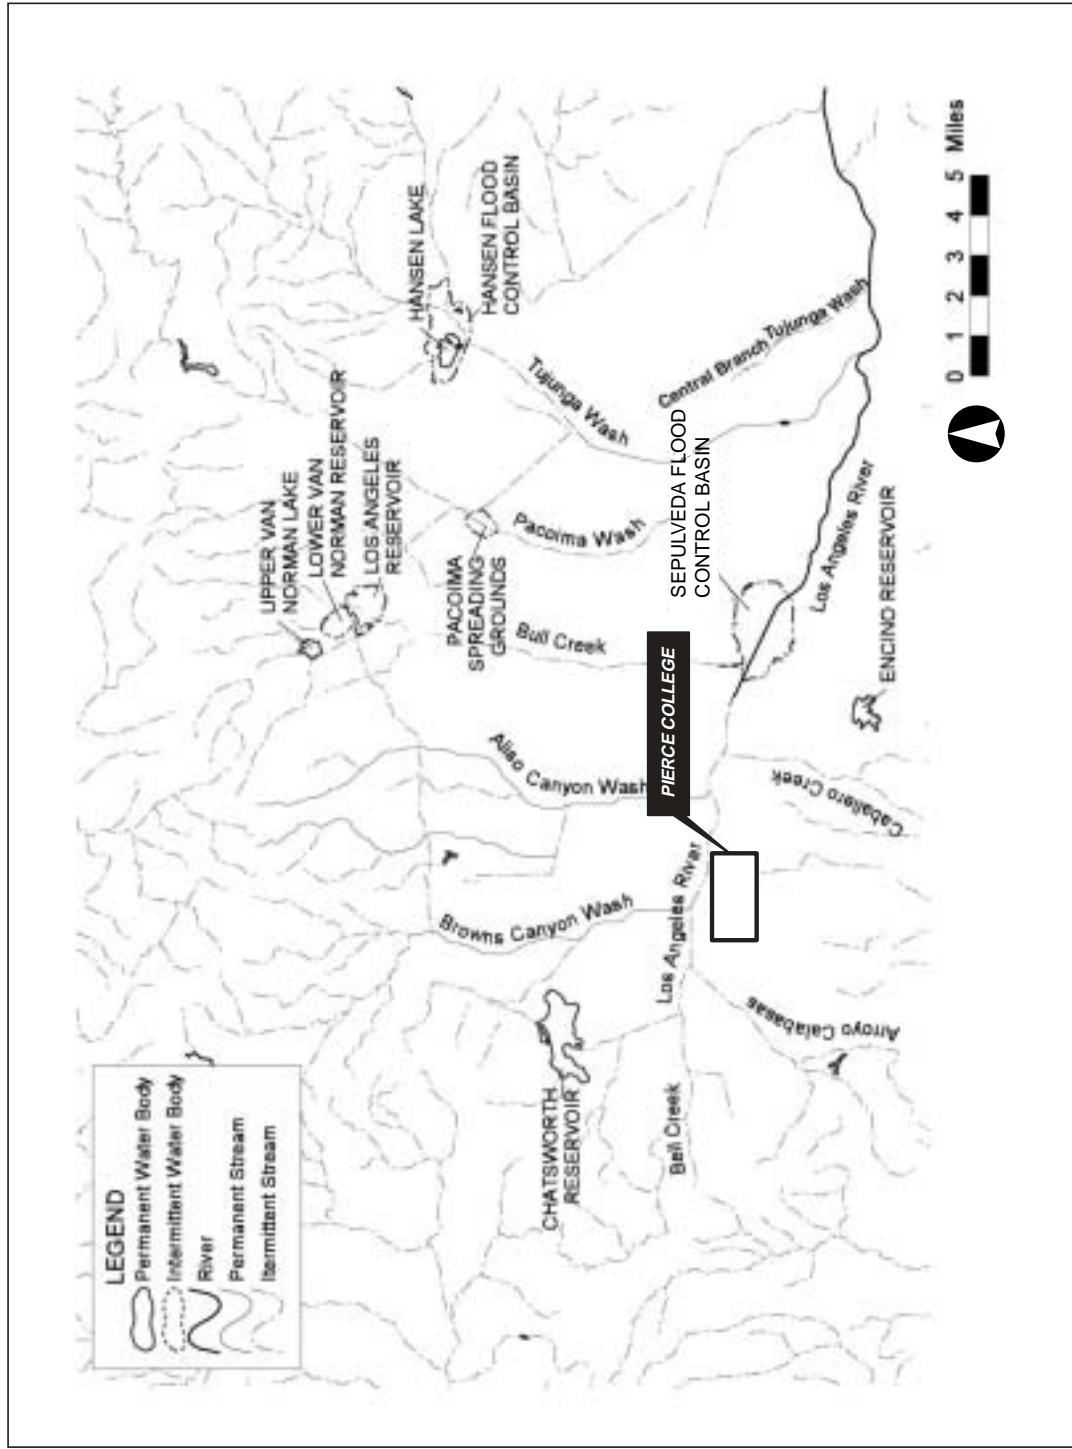 LEGEND
Permanent Water Body
Intermittent Water Body
River
Permanent Stream
Itermittent Stream
UPPER VAN
NORMAN LAKE
LOWER VAN
NORMAN RESERVOIR
LOS ANGELES
RESERVOIR
HANSEN LAKE
HANSEN FLOOD
CONTROL BASIN
PACOIMA
SPREADING
GROUNDS
Pacoima Wash
Tujunga Wash
Central Branch Tujunga Wash
Bull Creek
Aliso Canyon Wash
Browns Canyon Wash
CHATSWORTH
RESERVOIR
Bell Creek
Los Angeles River
PIERCE COLLEGE
SEPULVEDA FLOOD
CONTROL BASIN
Los Angeles River
Arroyo Calabasas
Caballero Creek
ENCINO RESERVOIR
0 1 2 3 4 5 Miles